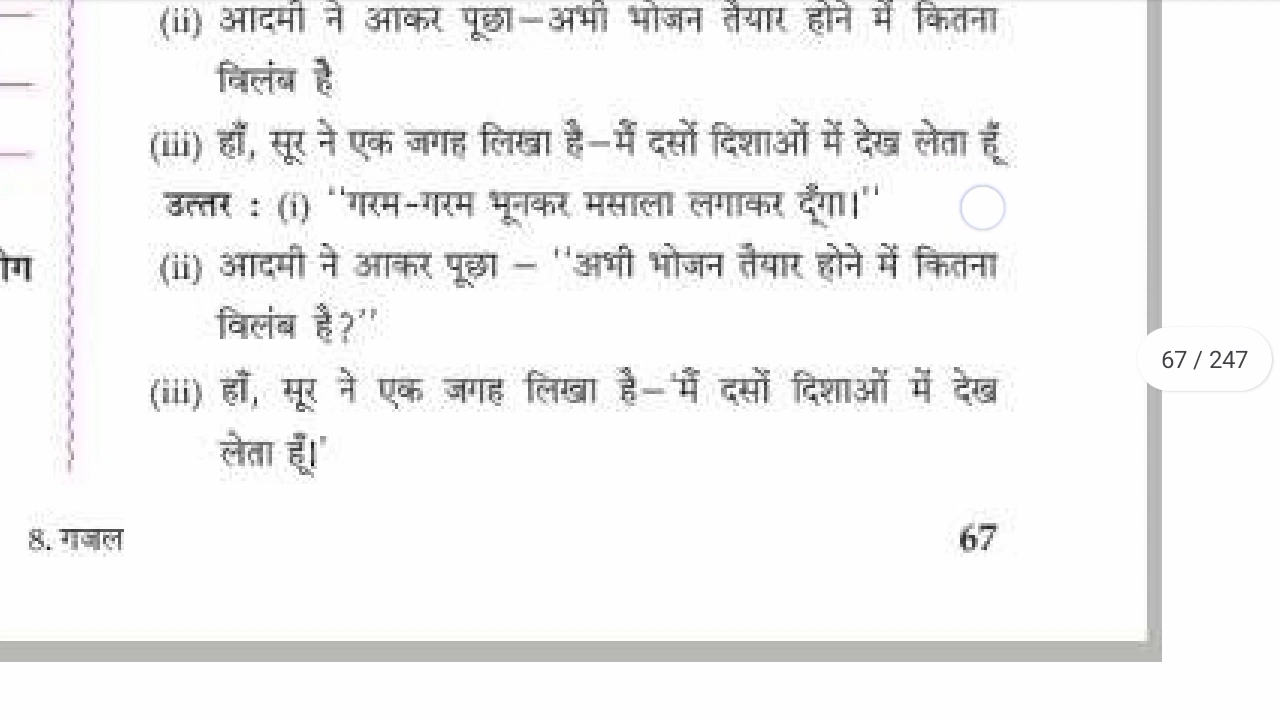 (ii) आदमी ने आकर पूछा–अभी भोजन तैयार होने में कितना
विलंब है
(iii) हाँ, सूर ने एक जगह लिखा है–मैं दसों दिशाओं में देख लेता हूँ
उत्तर : (i) ''गरम-गरम भूनकर मसाला लगाकर दूँगा।''
(ii) आदमी ने आकर पूछा – ''अभी भोजन तैयार होने में कितना
विलंब है?''
(iii) हाँ, सूर ने एक जगह लिखा है–'मैं दसों दिशाओं में देख
लेता हूँ।'
8. गजल
67
67 / 247